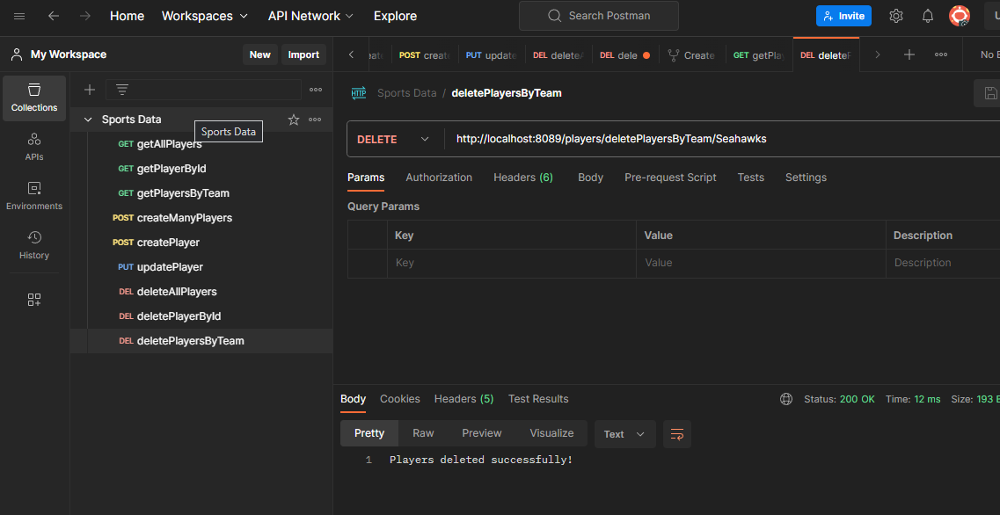 Home Workspaces API Network Explore Search Postman Invite
My Workspace New Import
POST creat PUT update DEL delete DEL dele Create GET getPla DEL deleteP
Collections
APIs
Environments
History
Sports Data
Sports Data
GET getAllPlayers
GET getPlayerById
GET getPlayersByTeam
POST createManyPlayers
POST createPlayer
PUT updatePlayer
DEL deleteAllPlayers
DEL deletePlayerById
DEL deletePlayersByTeam
HTTP Sports Data / deletePlayersByTeam
DELETE http://localhost:8089/players/deletePlayersByTeam/Seahawks
Params Authorization Headers (6) Body Pre-request Script Tests Settings
Query Params
Key Value Description
Key Value Description
Body Cookies Headers (5) Test Results Status: 200 OK Time: 12 ms Size: 193
Pretty Raw Preview Visualize Text
1 Players deleted successfully!